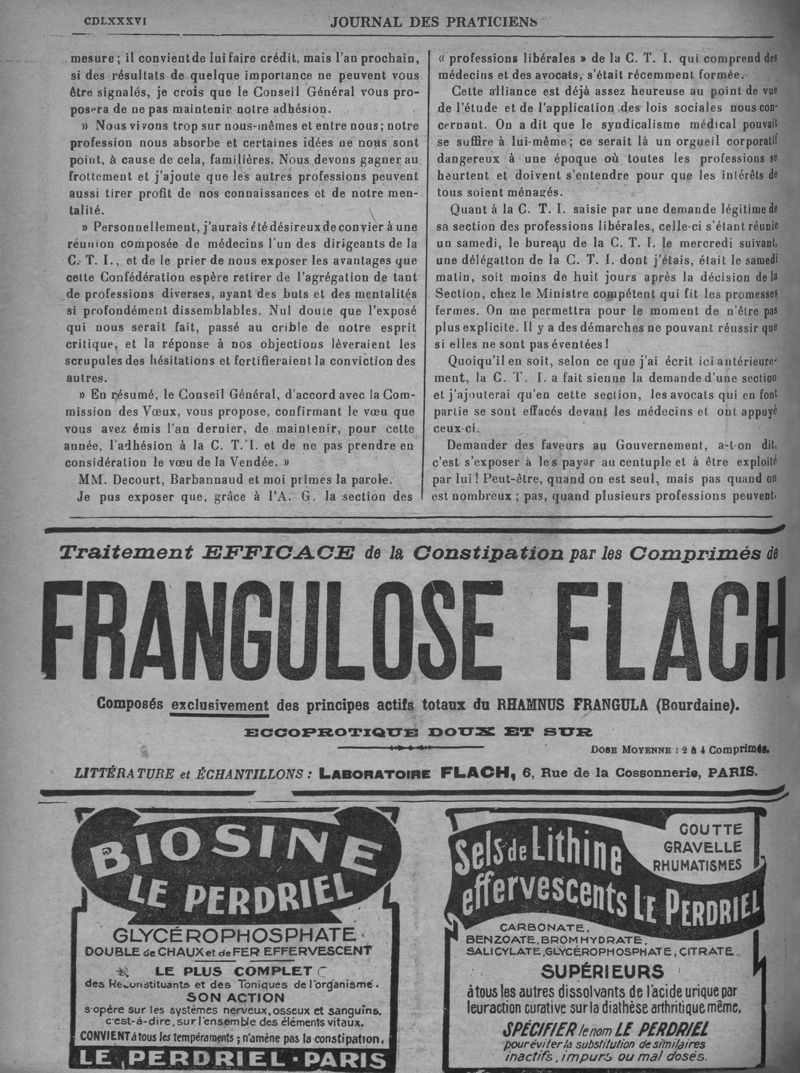 CDLXXXVI
JOURNAL DES PRATICIENS
mesure ; il convient de lui faire crédit, mais l'an prochain,
si des résultats de quelque importance ne peuvent vous
être signalés, je crois que le Conseil Général vous pro-
posera de ne pas maintenir notre adhésion.
» Nous vivons trop sur nous-mêmes et entre nous ; notre
profession nous absorbe et certaines idées ne nous sont
point, à cause de cela, familières. Nous devons gagner au
frottement et j'ajoute que les autres professions peuvent
aussi tirer profit de nos connaissances et de notre men-
talité.
» Personnellement, j'aurais été désireux de convier à une
réunion composée de médecins l'un des dirigeants de la
C. T. I., et de le prier de nous exposer les avantages que
cette Confédération espère retirer de l'agrégation de tant
de professions diverses, ayant des buts et des mentalités
si profondément dissemblables. Nul doute que l'exposé
qui nous serait fait, passé au crible de notre esprit
critique, et la réponse à nos objections lèveraient les
scrupules des hésitations et fortifieraient la conviction des
autres.
» En résumé, le Conseil Général, d'accord avec la Com-
mission des Vœux, vous propose, confirmant le vœu que
vous avez émis l'an dernier, de maintenir, pour cette
année, l'adhésion à la C. T. I. et de ne pas prendre en
considération le vœu de la Vendée. »
MM. Decourt, Barbannaud et moi prîmes la parole.
Je pus exposer que, grâce à l'A. G. la section des
« professions libérales » de la C. T. I. qui comprend des
médecins et des avocats, s'était récemment formée.
Cette alliance est déjà assez heureuse au point de vue
de l'étude et de l'application des lois sociales nous con-
cernant. On a dit que le syndicalisme médical pouvait
se suffire à lui-même ; ce serait là un orgueil corporatif
dangereux à une époque où toutes les professions se
heurtent et doivent s'entendre pour que les intérêts de
tous soient ménagés.
Quant à la C. T. I. saisie par une demande légitime de
sa section des professions libérales, celle-ci s'étant réunie
un samedi, le bureau de la C. T. I. le mercredi suivant,
une délégation de la C. T. I. dont j'étais, était le samedi
matin, soit moins de huit jours après la décision de la
Section, chez le Ministre compétent qui fit les promesses
fermes. On me permettra pour le moment de n'être pas
plus explicite. Il y a des démarches ne pouvant réussir que
si elles ne sont pas éventées !
Quoiqu'il en soit, selon ce que j'ai écrit ici antérieure-
ment, la C. T. I. a fait sienne la demande d'une section
et j'ajouterai qu'en cette section, les avocats qui en font
partie se sont effacés devant les médecins et ont appuyé
ceux-ci.
Demander des faveurs au Gouvernement, a-t-on dit,
c'est s'exposer à les payer au centuple et à être exploité
par lui ! Peut-être, quand on est seul, mais pas quand on
est nombreux ; pas, quand plusieurs professions peuvent,
Traitement EFFICACE de la Constipation par les Comprimés de
FRANGULOSE FLACH
Composés exclusivement des principes actifs totaux du RHAMNUS FRANGULA (Bourdaine).
ECCOPROTIQUE DOUX ET SUR
DOSE MOYENNE : 2 à 4 Comprimés.
LITTÉRATURE et ÉCHANTILLONS : LABORATOIRE FLACH, 6, Rue de la Cossonnerie, PARIS.
BIOSINE
LE PERDRIEL
GLYCÉROPHOSPHATE
DOUBLE de CHAUX et de FER EFFERVESCENT
LE PLUS COMPLET
des Reconstituants et des Toniques de l'organisme.
SON ACTION
s'opère sur les systèmes nerveux, osseux et sanguins,
c'est-à-dire, sur l'ensemble des éléments vitaux.
CONVIENT à tous les tempéraments ; n'amène pas la constipation.
LE PERDRIEL - PARIS
GOUTTE
GRAVELLE
RHUMATISMES
Sels de Lithine
effervescents LE PERDRIEL
CARBONATE,
BENZOATE, BROMHYDRATE,
SALICYLATE, GLYCÉROPHOSPHATE, CITRATE
SUPÉRIEURS
à tous les autres dissolvants de l'acide urique par
leur action curative sur la diathèse arthritique même.
SPÉCIFIER le nom LE PERDRIEL
pour éviter la substitution de similaires
inactifs, impurs ou mal dosés.